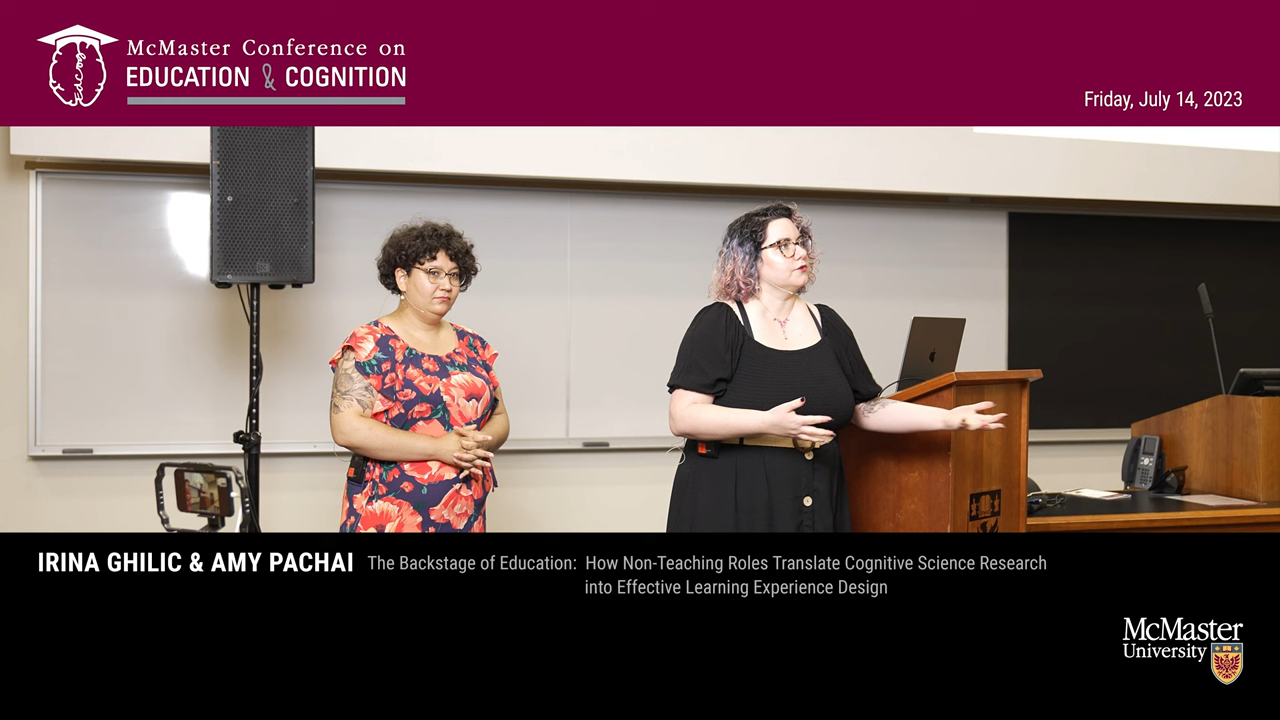 McMaster Conference on
EDUCATION & COGNITION
Friday, July 14, 2023
IRINA GHILIC & AMY PACHAI The Backstage of Education: How Non-Teaching Roles Translate Cognitive Science Research
into Effective Learning Experience Design
McMaster
University